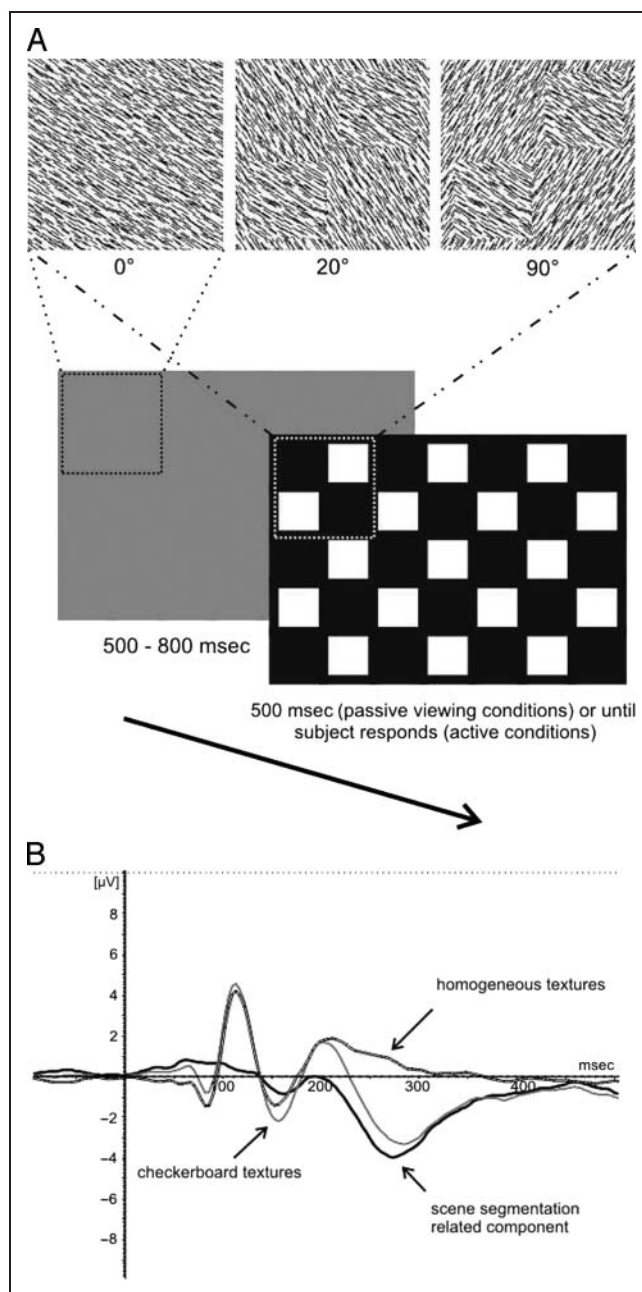 A
0°
20°
90°
500 - 800 msec
500 msec (passive viewing conditions) or until
subject responds (active conditions)
B
[μV]
8
6
4
2
0
-2
-4
-6
-8
100
200
300
400
msec
homogeneous textures
checkerboard textures
scene segmentation
related component